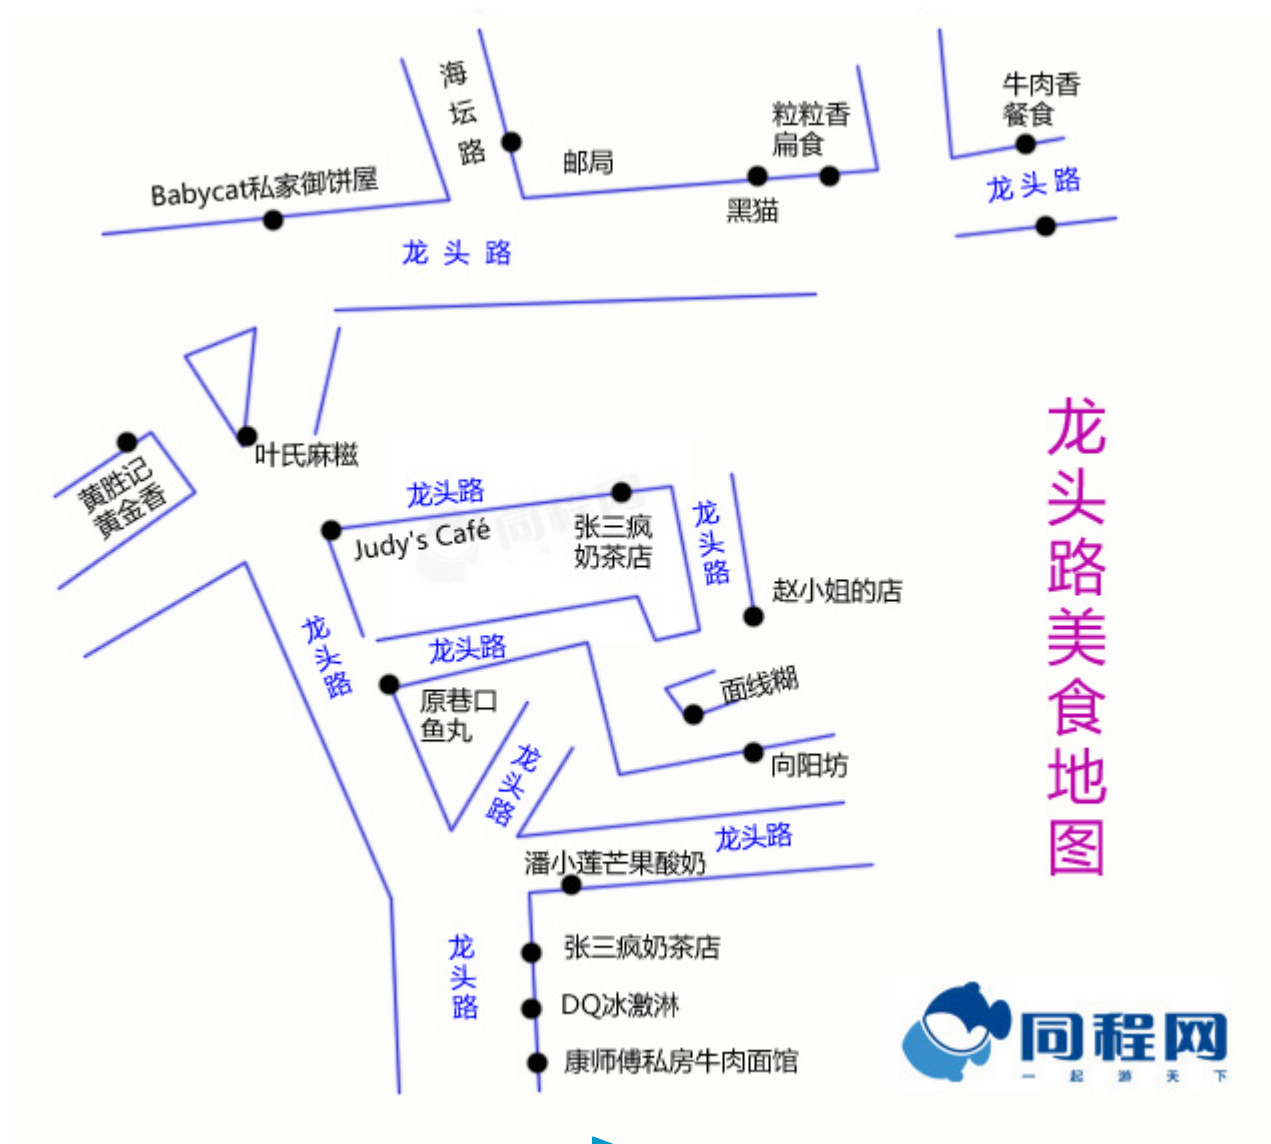 海坛路
牛肉香
餐食
粒粒香
扁食
邮局
Babycat私家御饼屋
黑猫
龙头路
龙头路
叶氏麻糍
黄胜记
黄金香
龙头路
Judy's Café
张三疯
奶茶店
龙头路
赵小姐的店
龙头路
龙头路
原巷口
鱼丸
面线糊
龙头路
向阳坊
龙头路
潘小莲芒果酸奶
龙头路
张三疯奶茶店
DQ冰激淋
康师傅私房牛肉面馆
龙头路美食地图
同程网
一起游天下
同程网